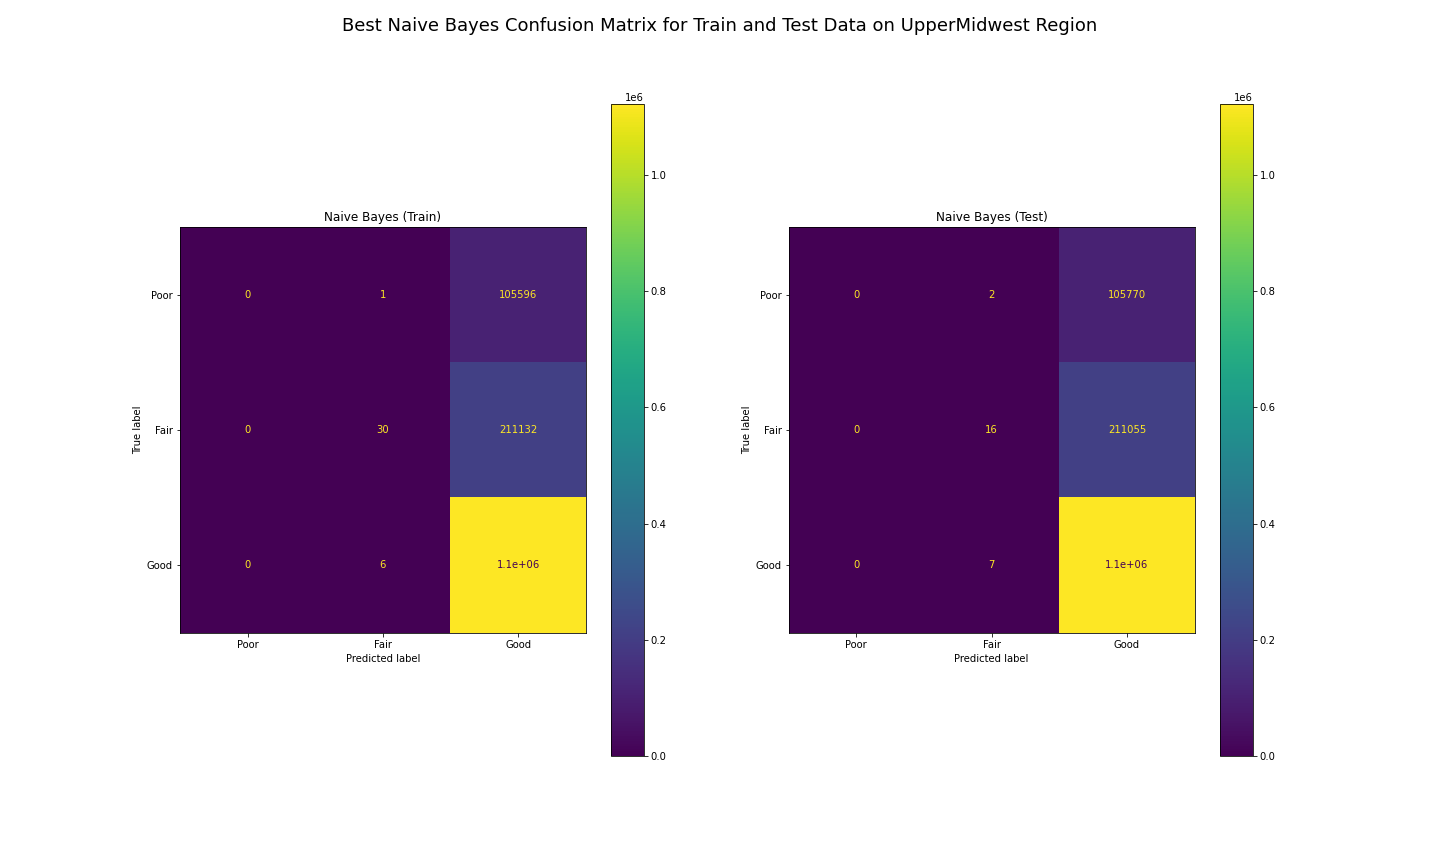 Best Naive Bayes Confusion Matrix for Train and Test Data on UpperMidwest Region
Naive Bayes (Train)
True label
Poor
Fair
Good
0 1 105596
0 30 211132
0 6 1.1e+06
Poor Fair Good
Predicted label
1e6
1.0
0.8
0.6
0.4
0.2
0.0
Naive Bayes (Test)
True label
Poor
Fair
Good
0 2 105770
0 16 211055
0 7 1.1e+06
Poor Fair Good
Predicted label
1e6
1.0
0.8
0.6
0.4
0.2
0.0